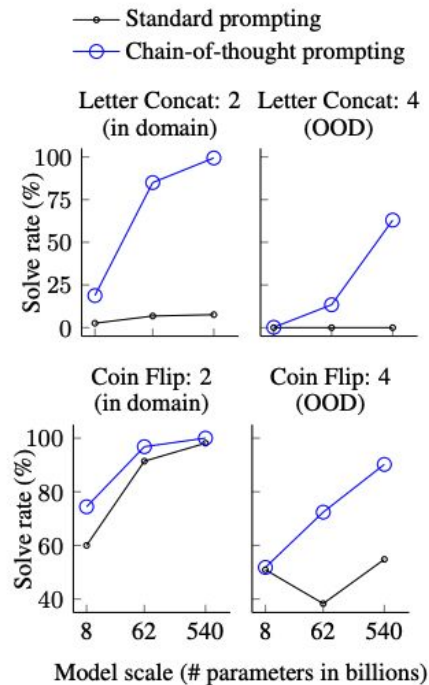 Standard prompting
Chain-of-thought prompting
Letter Concat: 2
(in domain)
Letter Concat: 4
(OOD)
Solve rate (%)
100
75
50
25
0
Coin Flip: 2
(in domain)
Coin Flip: 4
(OOD)
Solve rate (%)
100
80
60
40
8 62 540
8 62 540
Model scale (# parameters in billions)